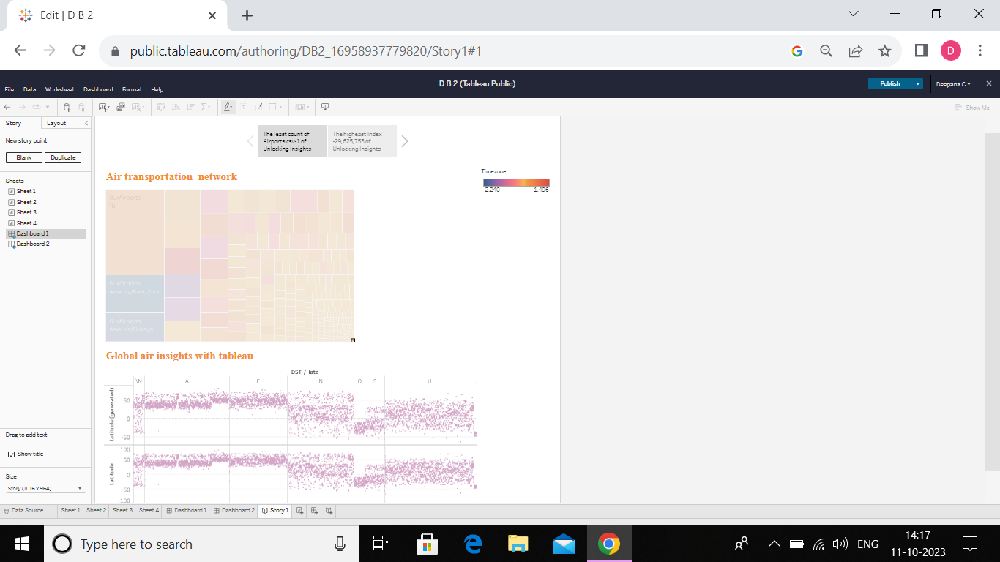 Edit | D B 2
public.tableau.com/authoring/DB2_16958937779820/Story1#1
D
D B 2 (Tableau Public)
Publish
Deepana C
File Data Worksheet Dashboard Format Help
Show Me
Story Layout
New story point
Blank Duplicate
Sheets
Sheet 1
Sheet 2
Sheet 3
Sheet 4
Dashboard 1
Dashboard 2
Drag to add text
Show title
Size
Story (1016 x 964)
The least count of
Airports.csv-1 of
Unlocking Insights
The highest Index
-29,625,753 of
Unlocking Insights
Air transportation network
Timezone
-2,240 1,496
OurAirports
\N
OurAirports
America/New_York
OurAirports
America/Chicago
Global air insights with tableau
DST / Iata
\N A E N O S U
Latitude (generated)
50
0
-50
Latitude
100
50
0
-50
-100
Data Source Sheet 1 Sheet 2 Sheet 3 Sheet 4 Dashboard 1 Dashboard 2 Story 1
Type here to search
ENG
14:17
11-10-2023